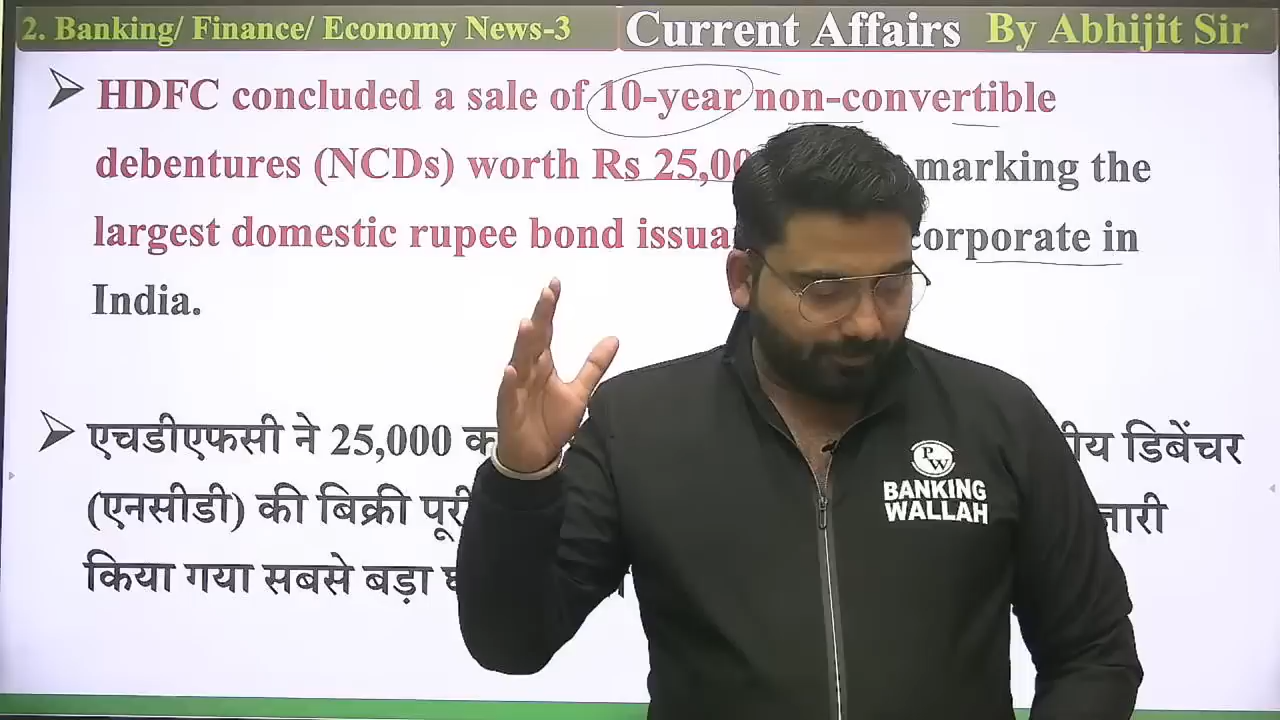 2. Banking/ Finance/ Economy News-3
Current Affairs By Abhijit Sir
HDFC concluded a sale of 10-year non-convertible
debentures (NCDs) worth Rs 25,00 marking the
largest domestic rupee bond corporate in
India.
एचडीएफसी ने 25,000 डिबेंचर
(एनसीडी) की बिक्री पूरी
किया गया सबसे बड़ा
PW
BANKING
WALLAH